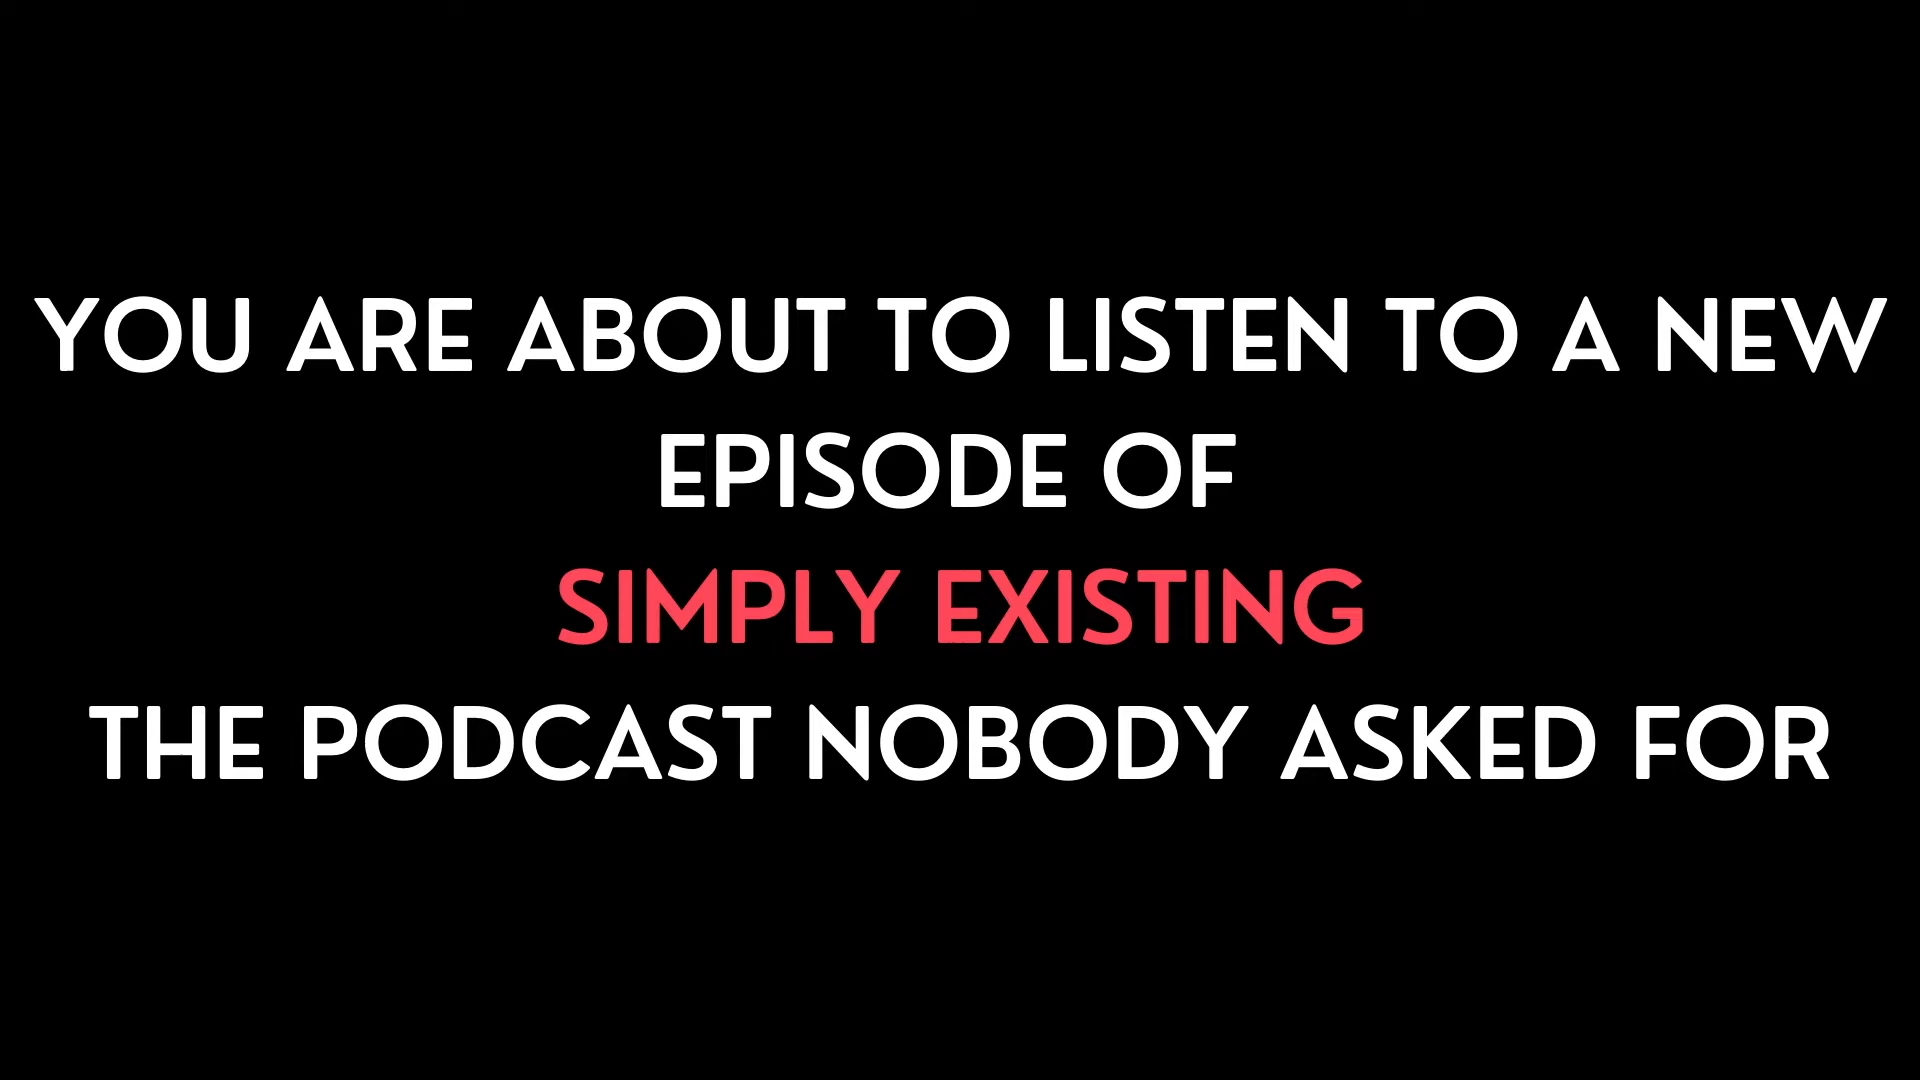 YOU ARE ABOUT TO LISTEN TO A NEW
EPISODE OF
SIMPLY EXISTING
THE PODCAST NOBODY ASKED FOR